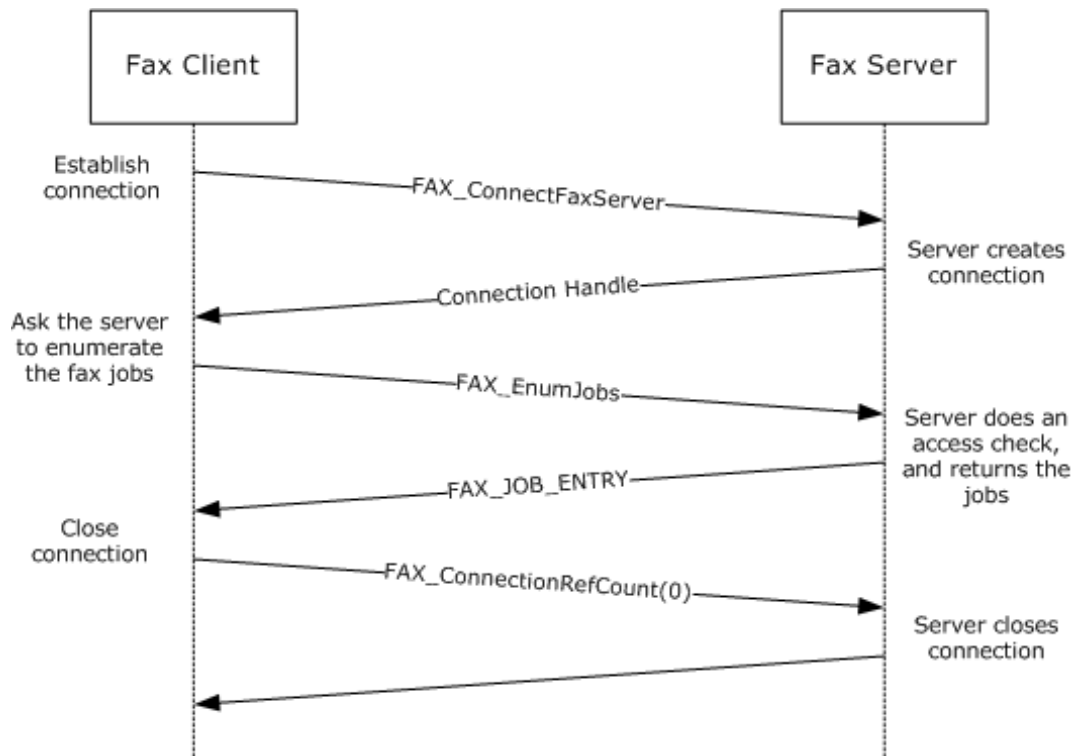 Fax Client
Fax Server
Establish
connection
FAX_ConnectFaxServer
Server creates
connection
Connection Handle
Ask the server
to enumerate
the fax jobs
FAX_EnumJobs
Server does an
access check,
and returns the
jobs
FAX_JOB_ENTRY
Close
connection
FAX_ConnectionRefCount(0)
Server closes
connection